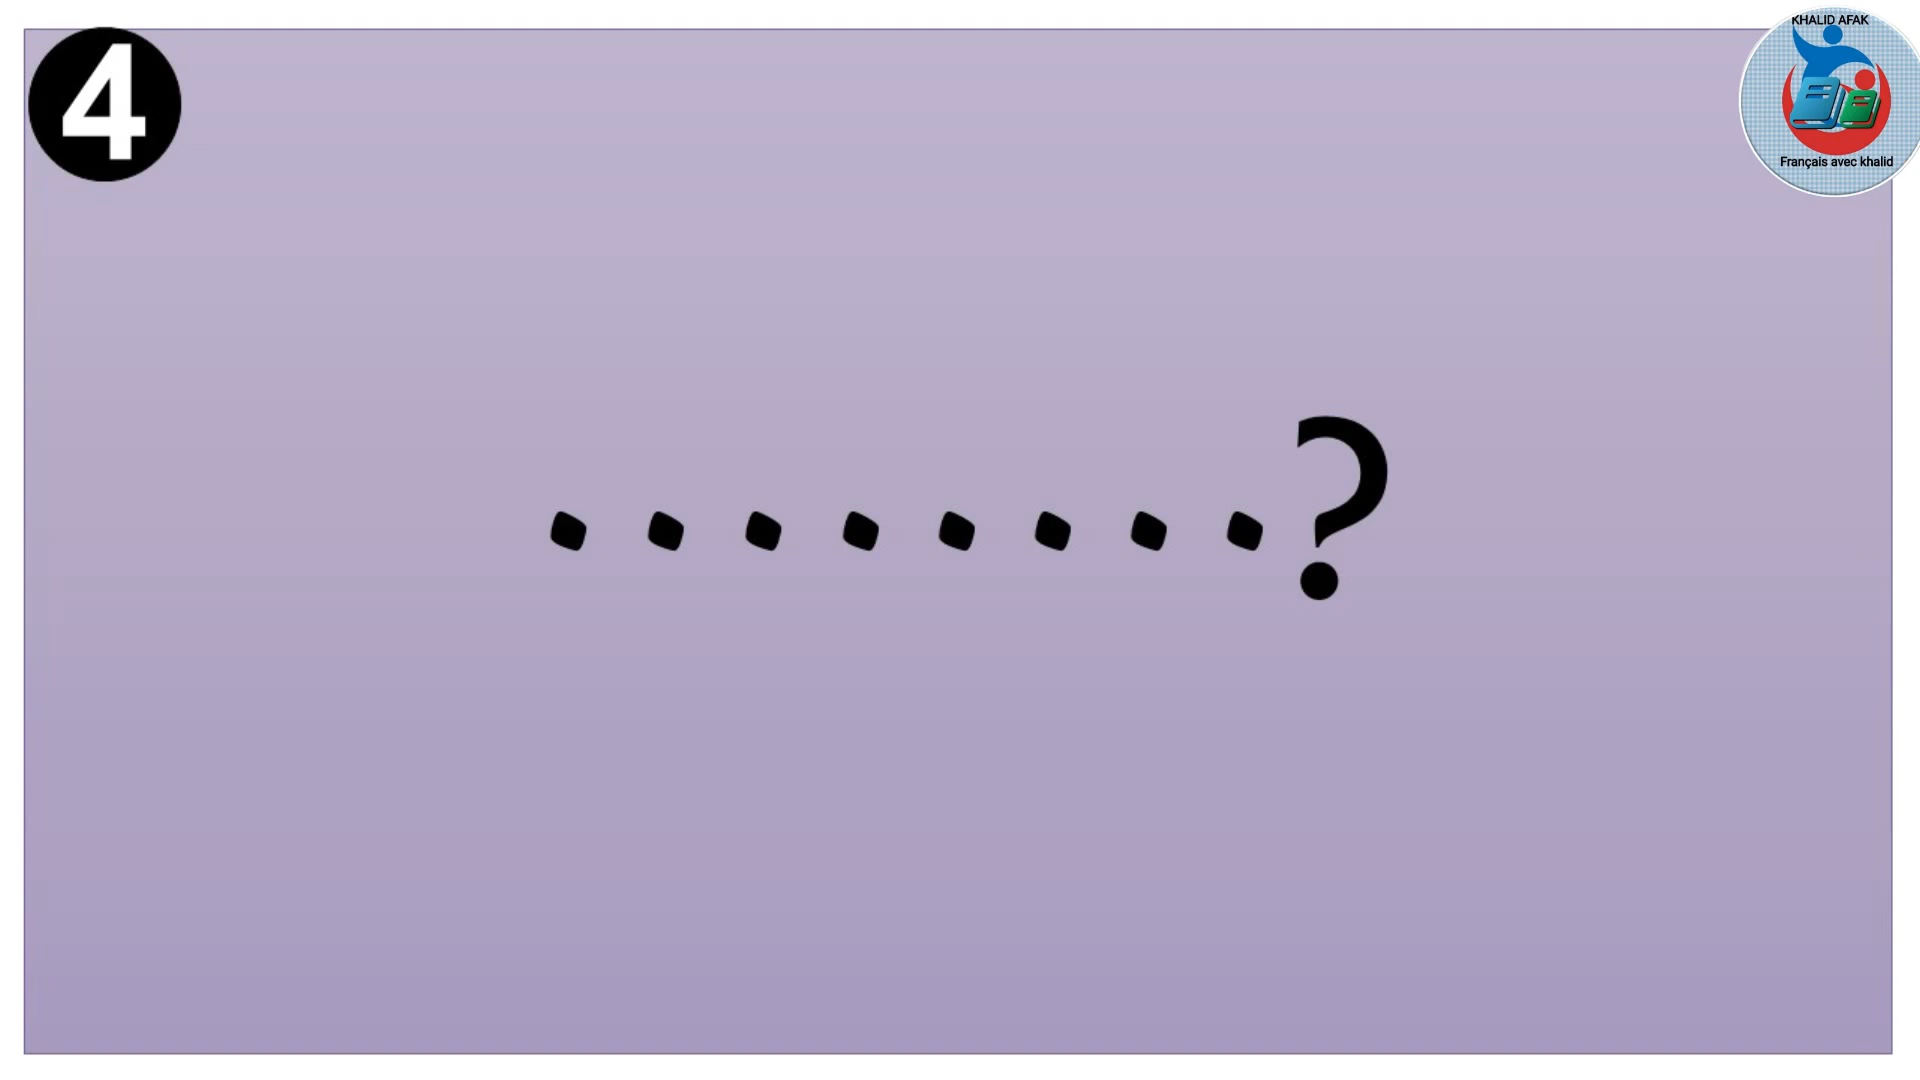 4
KHALID AFAK
Français avec khalid
. . . . . . . . ?